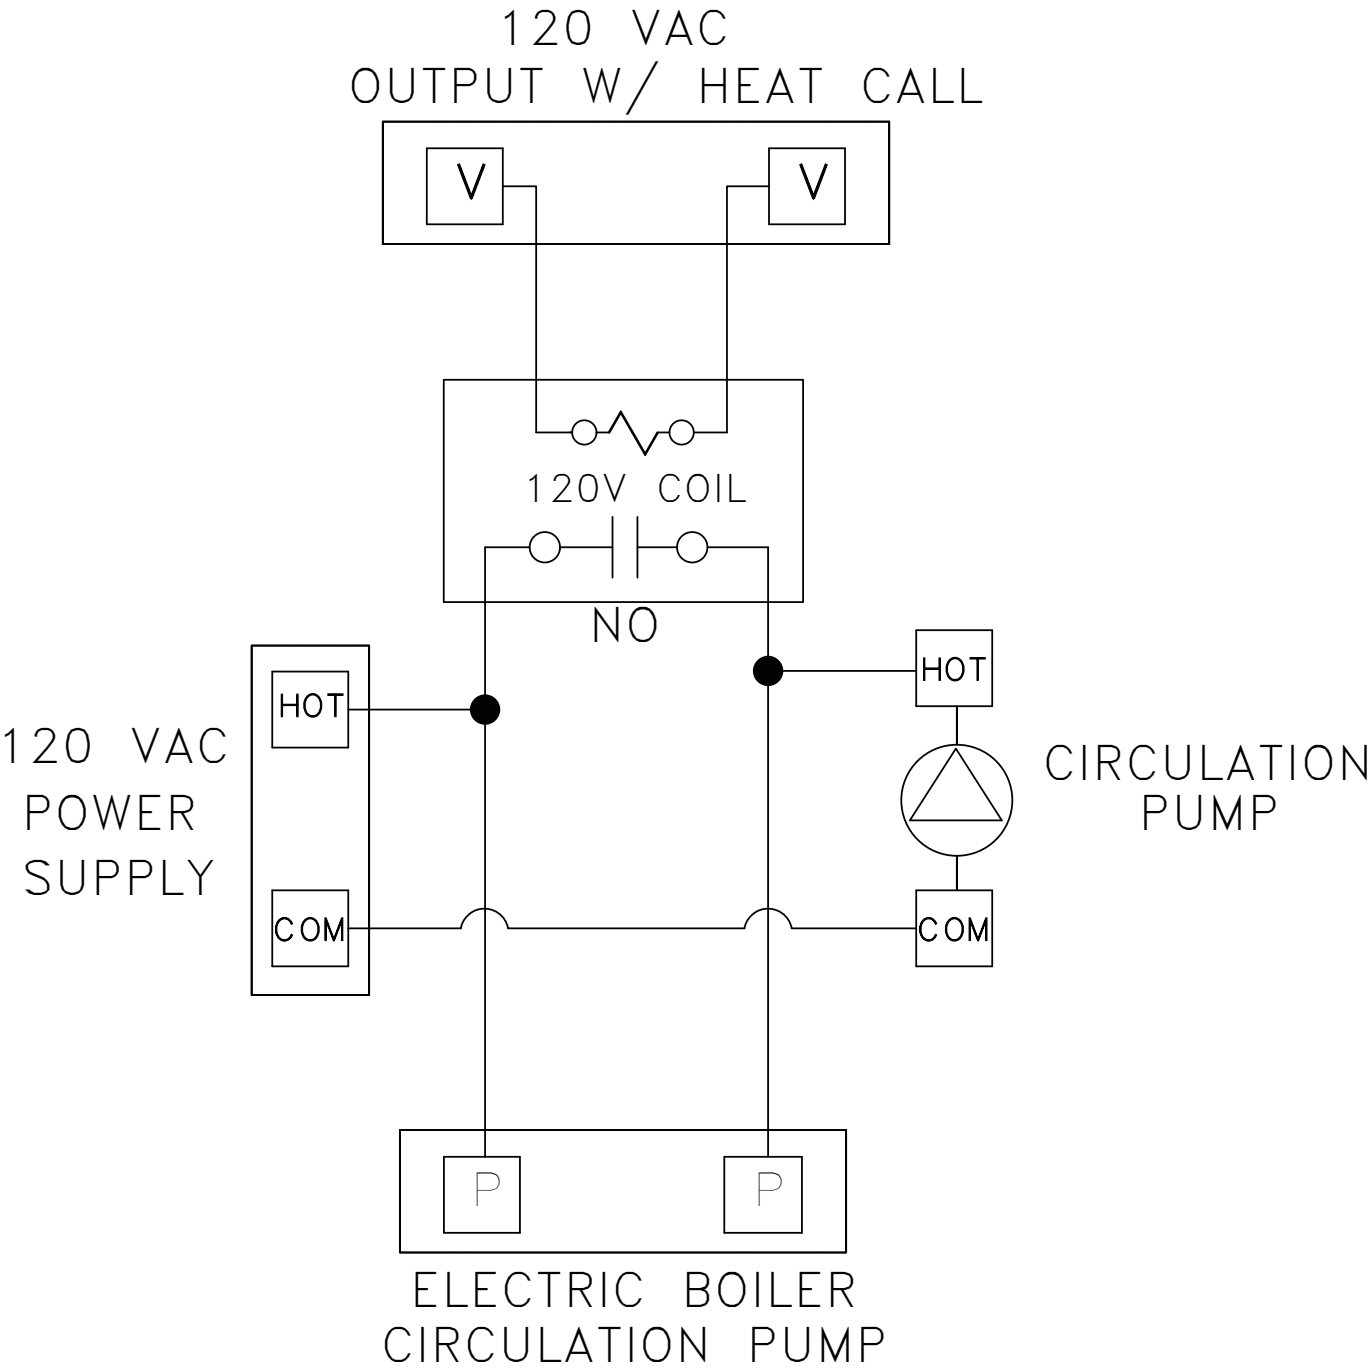 120 VAC
OUTPUT W/ HEAT CALL
V V
120V COIL
NO
HOT
HOT
120 VAC
POWER
SUPPLY
CIRCULATION
PUMP
COM
COM
P P
ELECTRIC BOILER
CIRCULATION PUMP